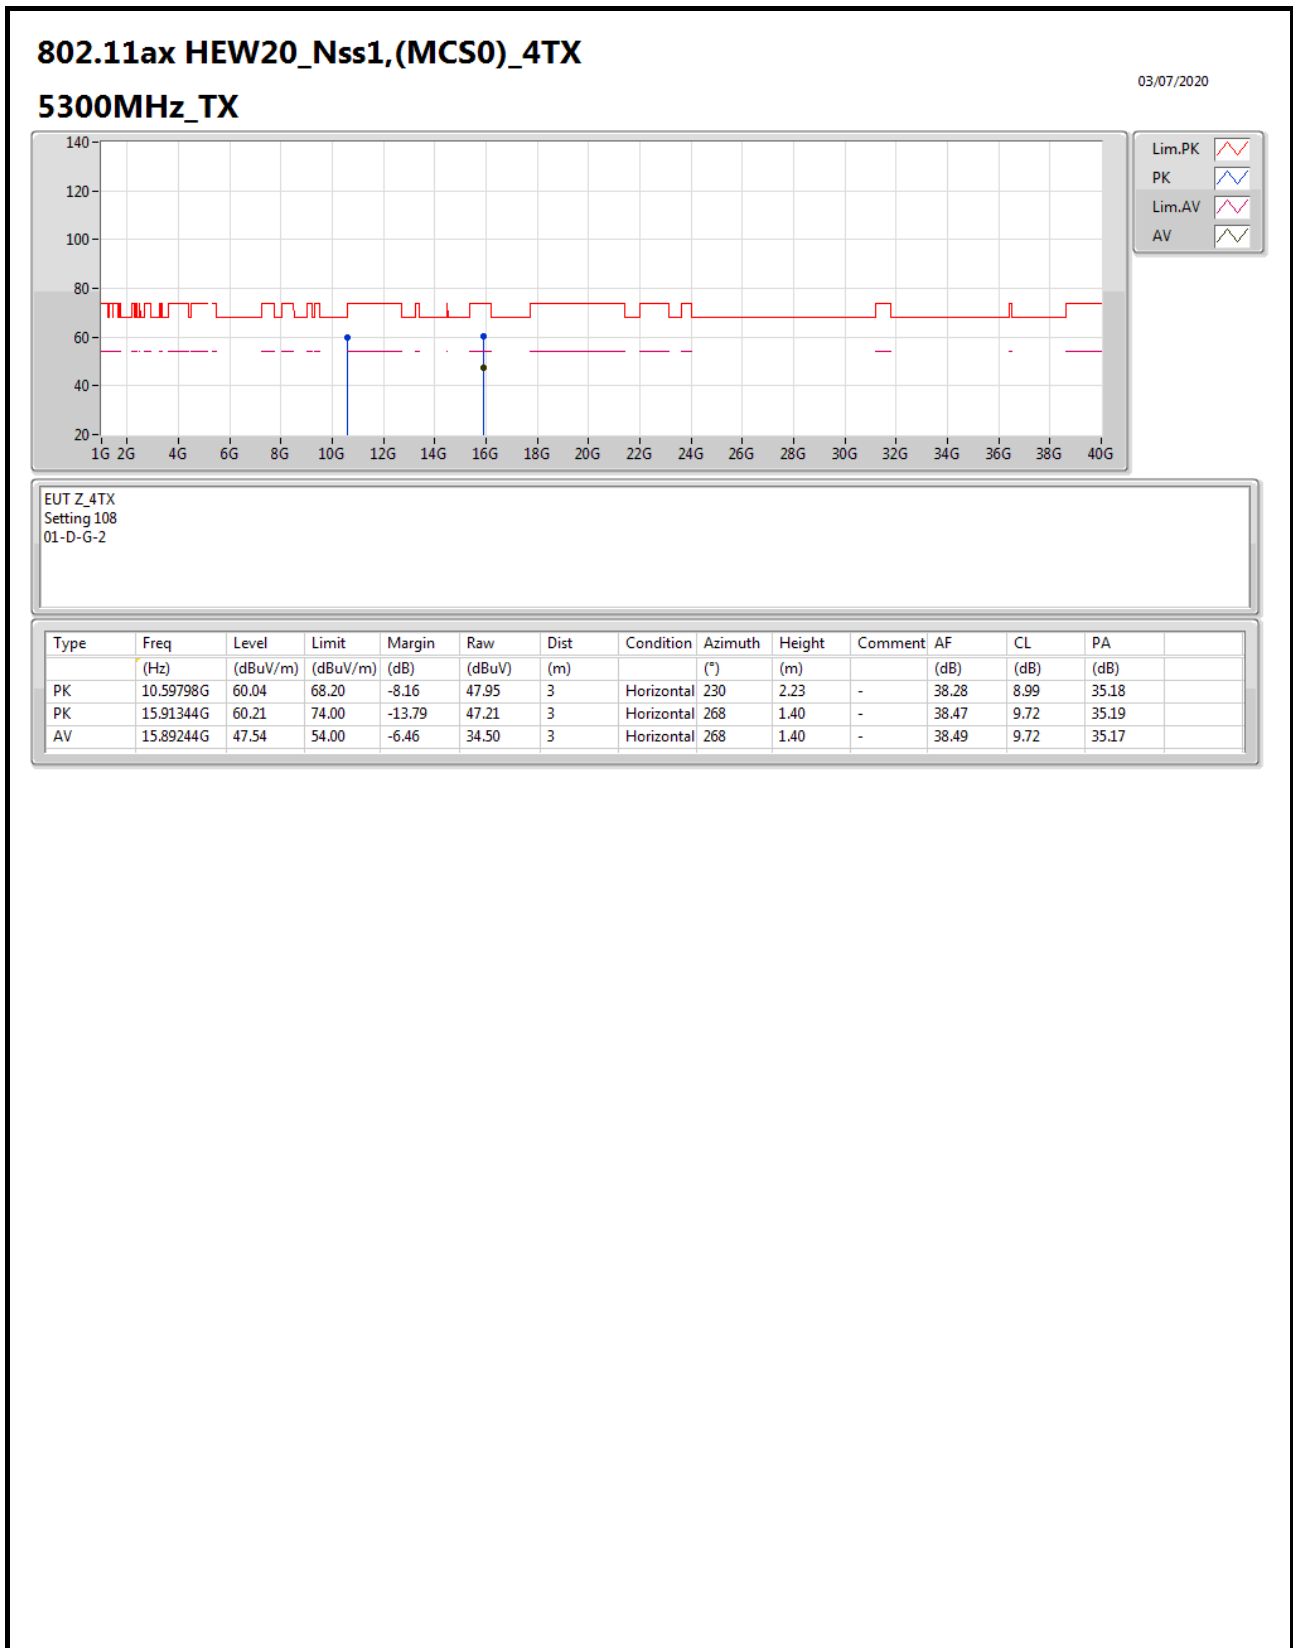 802.11ax HEW20_Nss1,(MCS0)_4TX
03/07/2020
5300MHz_TX
140
120
100
80
60
40
20
1G 2G 4G 6G 8G 10G 12G 14G 16G 18G 20G 22G 24G 26G 28G 30G 32G 34G 36G 38G 40G
Lim.PK
PK
Lim.AV
AV
EUT Z_4TX
Setting 108
01-D-G-2
Type Freq Level Limit Margin Raw Dist Condition Azimuth Height Comment AF CL PA
(Hz) (dBuV/m) (dBuV/m) (dB) (dBuV) (m) (°) (m) (dB) (dB) (dB)
PK 10.59798G 60.04 68.20 -8.16 47.95 3 Horizontal 230 2.23 - 38.28 8.99 35.18
PK 15.91344G 60.21 74.00 -13.79 47.21 3 Horizontal 268 1.40 - 38.47 9.72 35.19
AV 15.89244G 47.54 54.00 -6.46 34.50 3 Horizontal 268 1.40 - 38.49 9.72 35.17